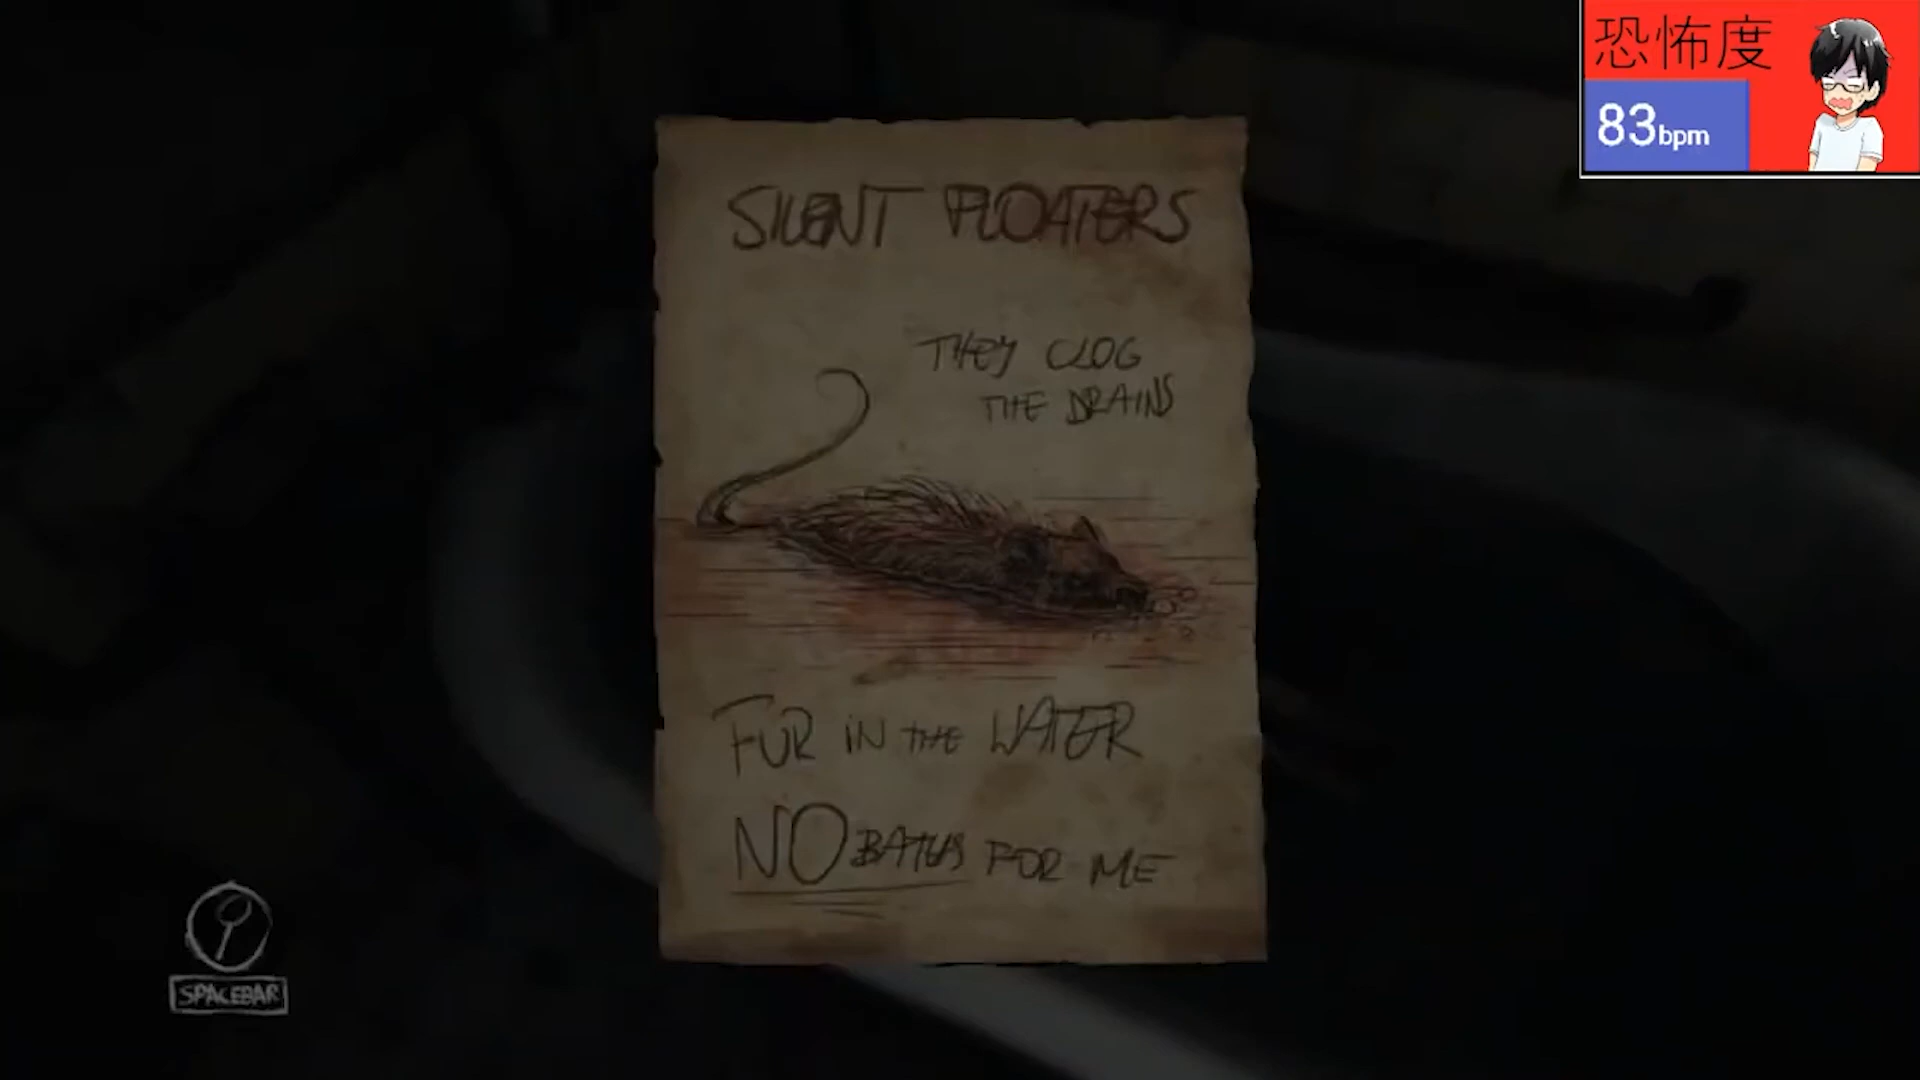 恐怖度
83bpm
SILENT FLOATERS
THEY CLOG
THE DRAINS
FUR IN THE WATER
NO BATHS FOR ME
SPACEBAR